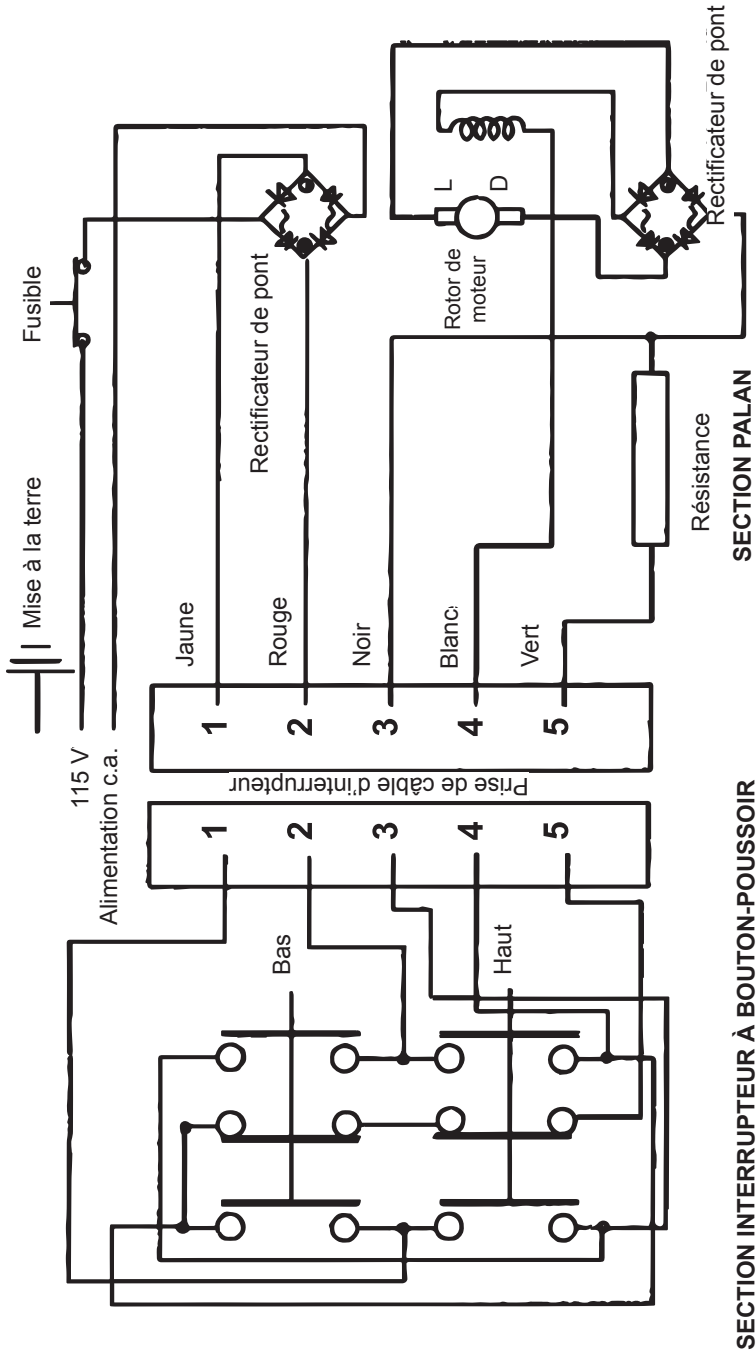 Mise à la terre
115 V
Alimentation c.a.
Fusible
Jaune
Rouge
Noir
Blanc
Vert
1
2
3
4
5
Prise de câble d'interrupteur
1
2
3
4
5
Bas
Haut
Rectificateur de pont
Rotor de
moteur
L
D
Rectificateur de pont
Résistance
SECTION PALAN
SECTION INTERRUPTEUR À BOUTON-POUSSOIR